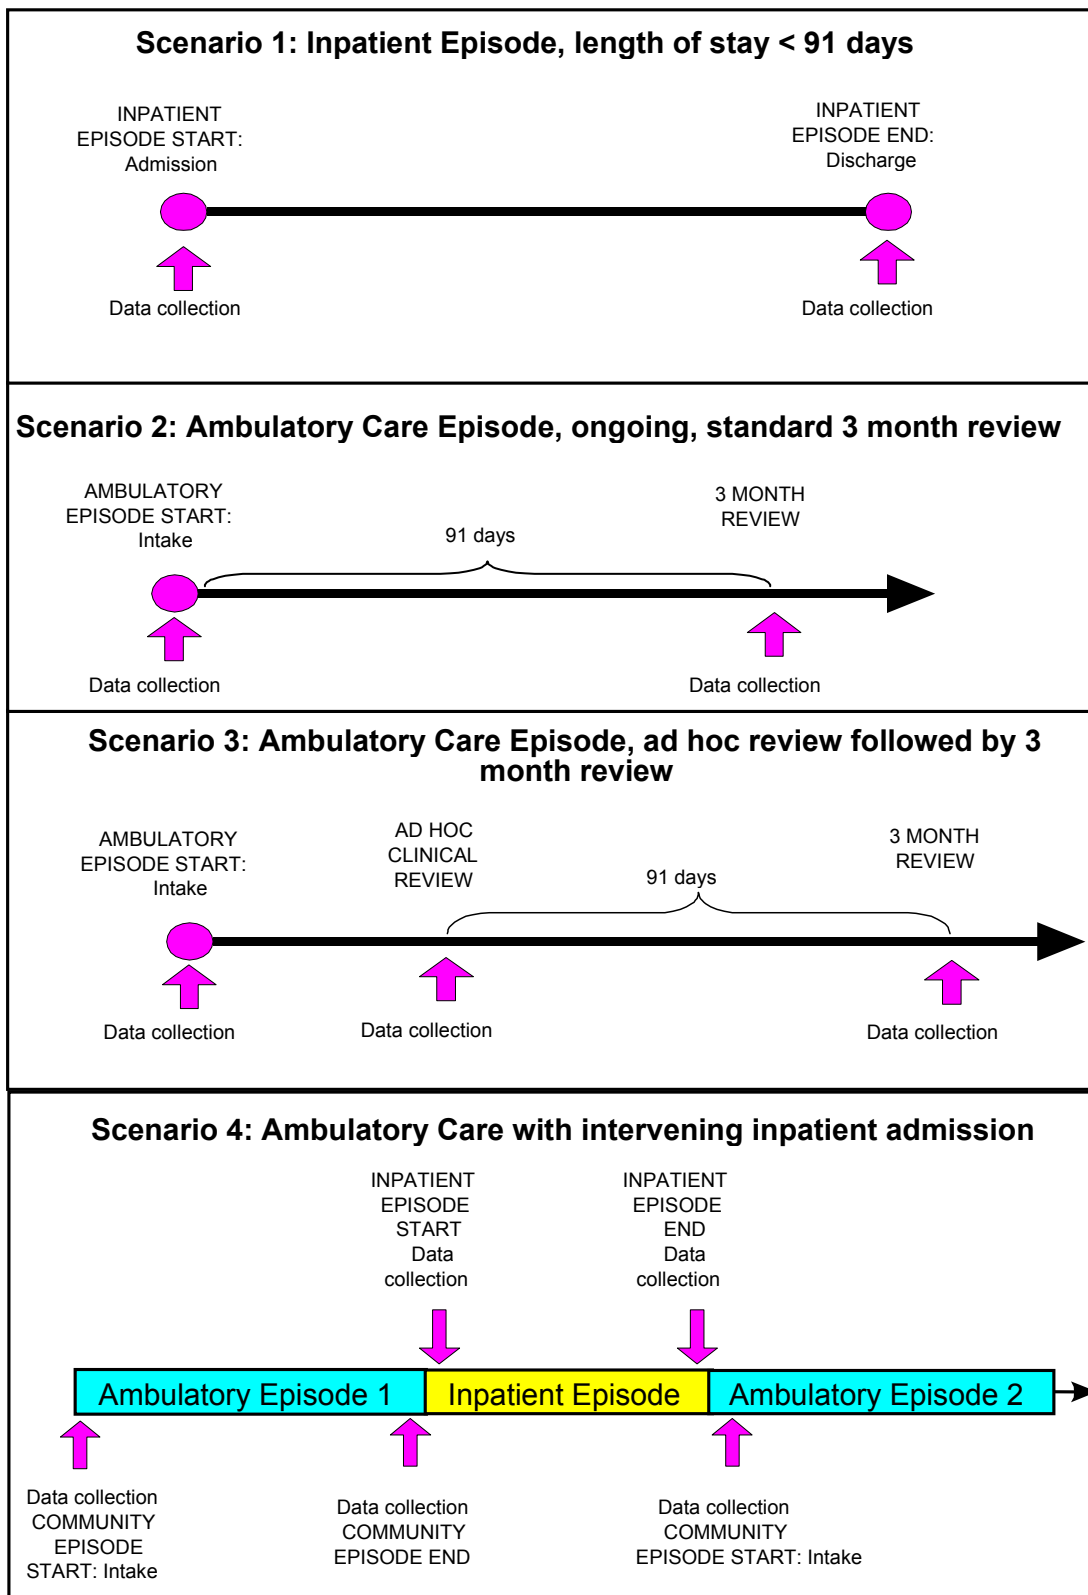 Scenario 1: Inpatient Episode, length of stay < 91 days
INPATIENT
EPISODE START:
Admission
INPATIENT
EPISODE END:
Discharge
Data collection
Data collection
Scenario 2: Ambulatory Care Episode, ongoing, standard 3 month review
AMBULATORY
EPISODE START:
Intake
91 days
3 MONTH
REVIEW
Data collection
Data collection
Scenario 3: Ambulatory Care Episode, ad hoc review followed by 3
month review
AMBULATORY
EPISODE START:
Intake
AD HOC
CLINICAL
REVIEW
91 days
3 MONTH
REVIEW
Data collection
Data collection
Data collection
Scenario 4: Ambulatory Care with intervening inpatient admission
INPATIENT
EPISODE
START
Data
collection
INPATIENT
EPISODE
END
Data
collection
Ambulatory Episode 1
Inpatient Episode
Ambulatory Episode 2
Data collection
COMMUNITY
EPISODE
START: Intake
Data collection
COMMUNITY
EPISODE END
Data collection
COMMUNITY
EPISODE START: Intake